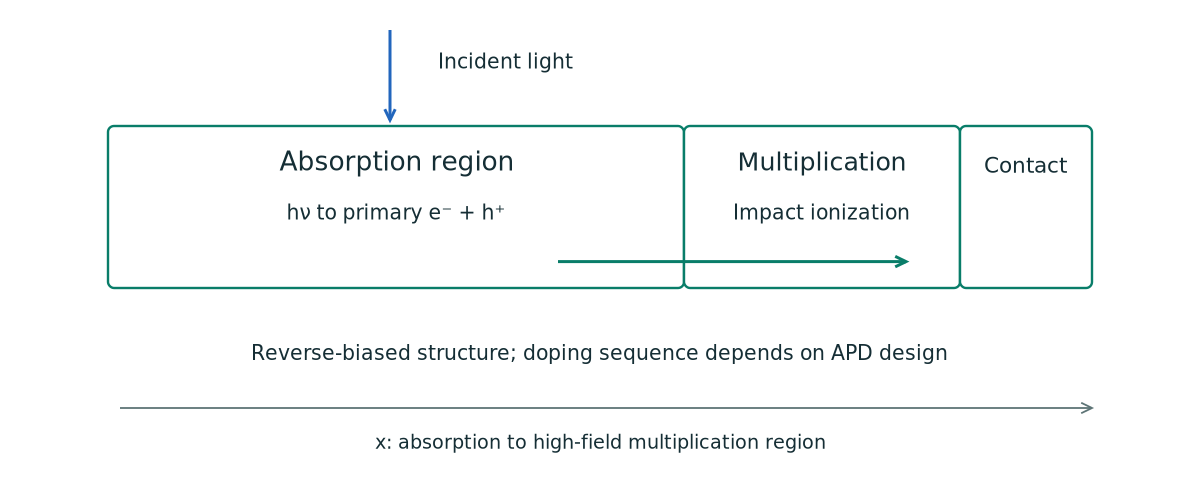 Incident light
Absorption region
Multiplication
Contact
hν to primary e⁻ + h⁺
Impact ionization
Reverse-biased structure; doping sequence depends on APD design
x: absorption to high-field multiplication region